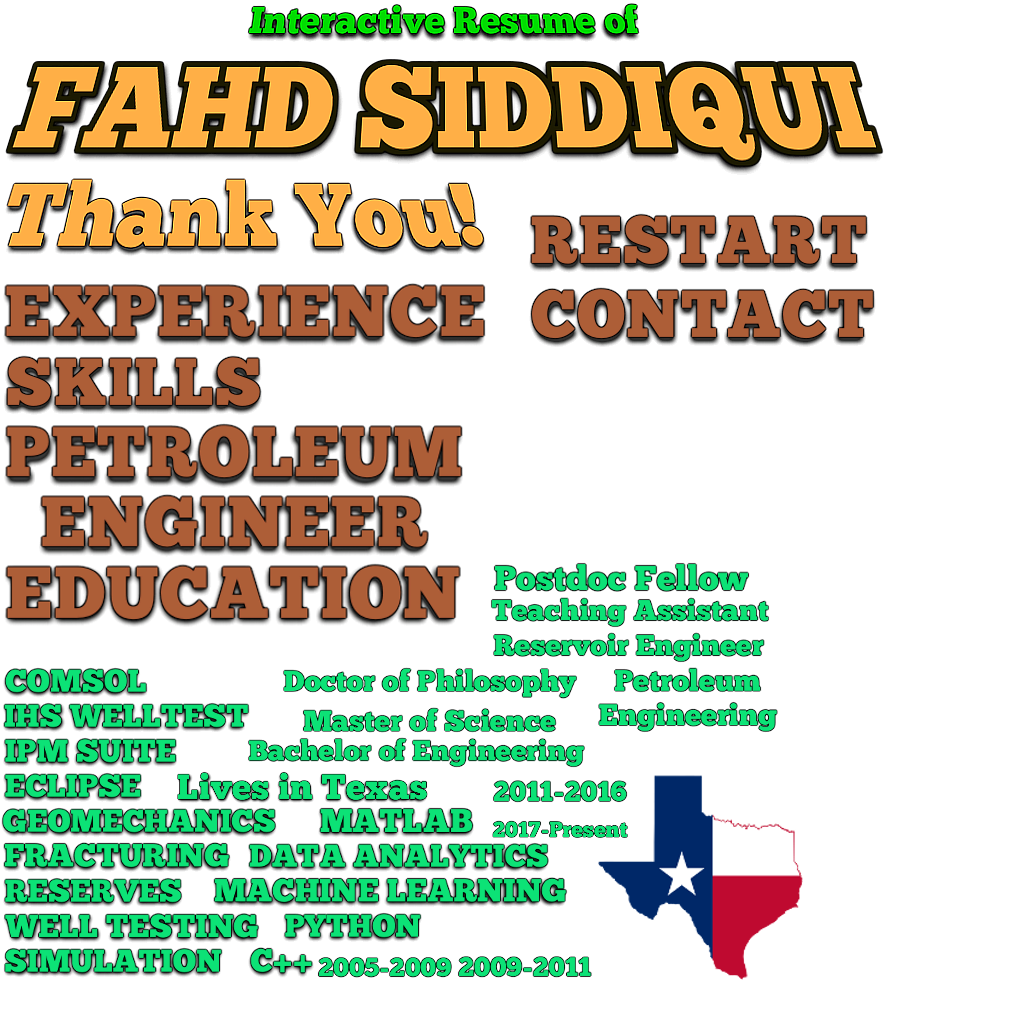 Interactive Resume of
FAHD SIDDIQUI
Thank You!
RESTART
EXPERIENCE
CONTACT
SKILLS
PETROLEUM
ENGINEER
EDUCATION
Postdoc Fellow
Teaching Assistant
Reservoir Engineer
COMSOL
Doctor of Philosophy
Petroleum
IHS WELLTEST
Master of Science
Engineering
IPM SUITE
Bachelor of Engineering
ECLIPSE
Lives in Texas
2011-2016
GEOMECHANICS
MATLAB
2017-Present
FRACTURING
DATA ANALYTICS
RESERVES
MACHINE LEARNING
WELL TESTING
PYTHON
SIMULATION
C++
2005-2009
2009-2011